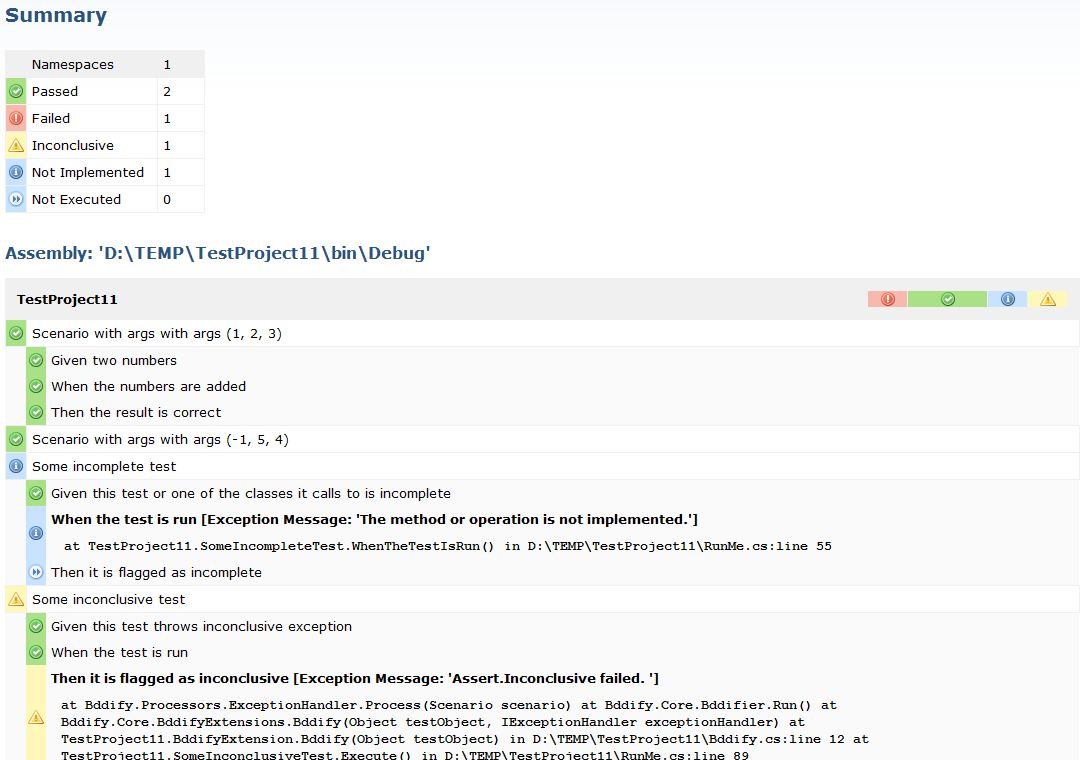 Summary
Namespaces 1
Passed 2
Failed 1
Inconclusive 1
Not Implemented 1
Not Executed 0
Assembly: 'D:\TEMP\TestProject11\bin\Debug'
TestProject11
Scenario with args with args (1, 2, 3)
Given two numbers
When the numbers are added
Then the result is correct
Scenario with args with args (-1, 5, 4)
Some incomplete test
Given this test or one of the classes it calls to is incomplete
When the test is run [Exception Message: 'The method or operation is not implemented.']
at TestProject11.SomeIncompleteTest.WhenTheTestIsRun() in D:\TEMP\TestProject11\RunMe.cs:line 55
Then it is flagged as incomplete
Some inconclusive test
Given this test throws inconclusive exception
When the test is run
Then it is flagged as inconclusive [Exception Message: 'Assert.Inconclusive failed. ']
at Bddify.Processors.ExceptionHandler.Process(Scenario scenario) at Bddify.Core.Bddifier.Run() at
Bddify.Core.BddifyExtensions.Bddify(Object testObject, IExceptionHandler exceptionHandler) at
TestProject11.BddifyExtension.Bddify(Object testObject) in D:\TEMP\TestProject11\Bddify.cs:line 12 at
TestProject11.SomeInconclusiveTest.Execute() in D:\TEMP\TestProject11\RunMe.cs:line 89